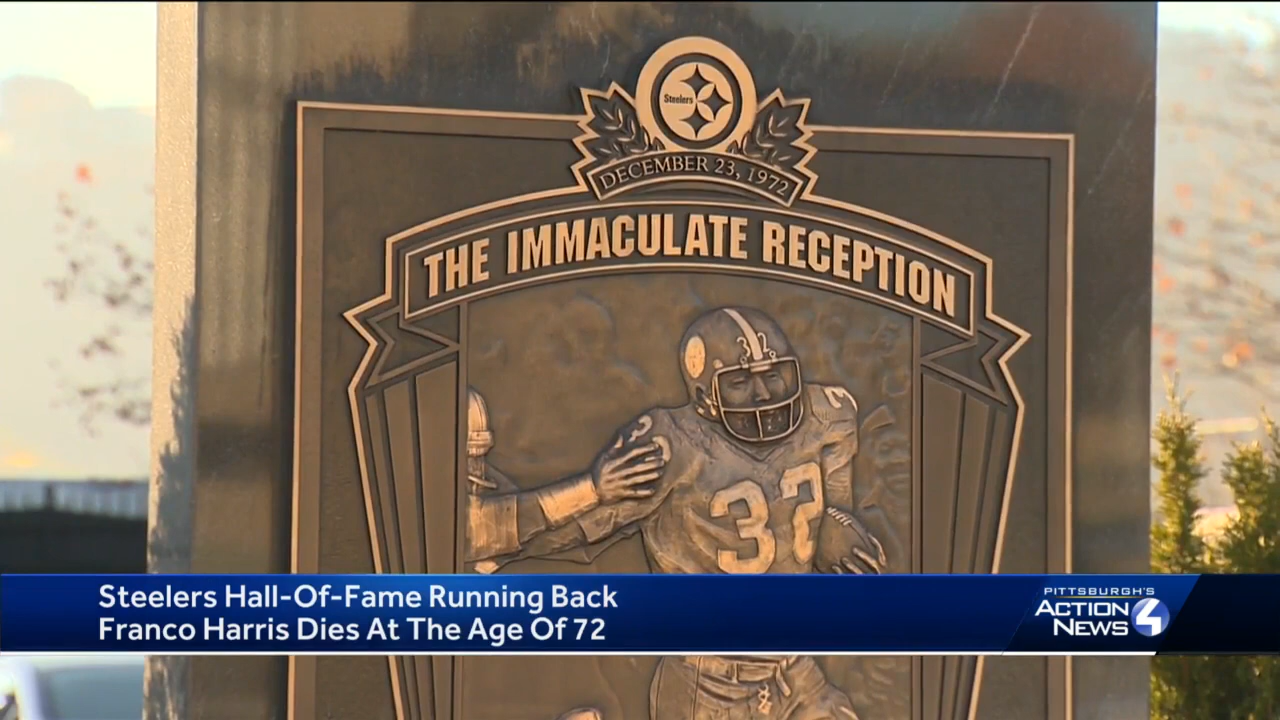 Steelers
DECEMBER 23, 1972
THE IMMACULATE RECEPTION
32
32
Steelers Hall-Of-Fame Running Back
Franco Harris Dies At The Age Of 72
PITTSBURGH'S
ACTION
NEWS 4